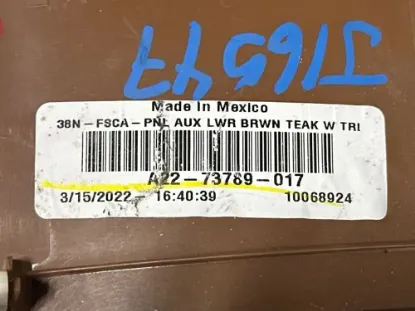 J16547
Made In Mexico
38N-FSCA-PNL AUX LWR BRWN TEAK W TRI
A22-73789-017
3/15/2022 16:40:39 10068924